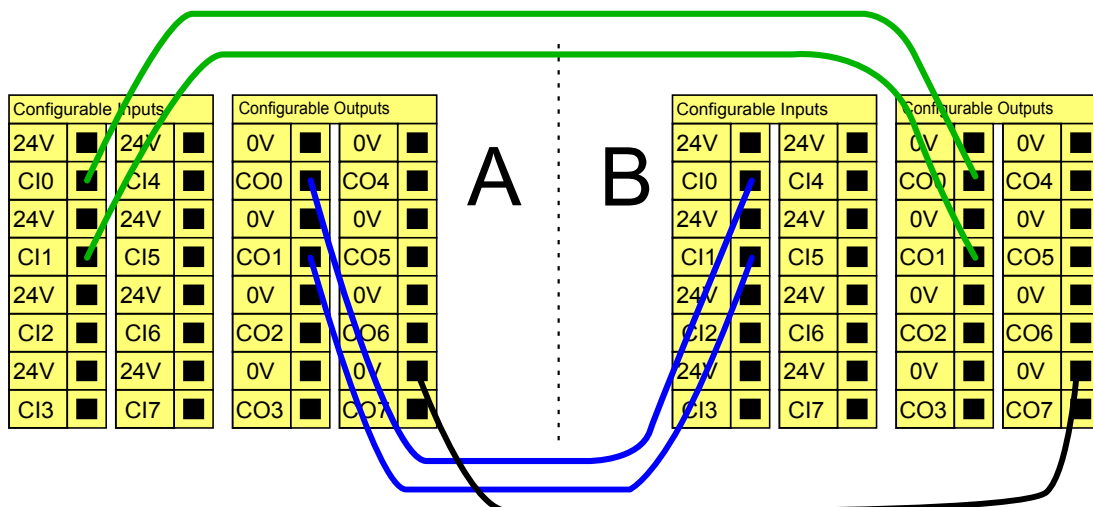 Configurable Inputs
24V 24V
CI0 CI4
24V 24V
CI1 CI5
24V 24V
CI2 CI6
24V 24V
CI3 CI7
Configurable Outputs
0V 0V
CO0 CO4
0V 0V
CO1 CO5
0V 0V
CO2 CO6
0V 0V
CO3 CO7
A
B
Configurable Inputs
24V 24V
CI0 CI4
24V 24V
CI1 CI5
24V 24V
CI2 CI6
24V 24V
CI3 CI7
Configurable Outputs
0V 0V
CO0 CO4
0V 0V
CO1 CO5
0V 0V
CO2 CO6
0V 0V
CO3 CO7